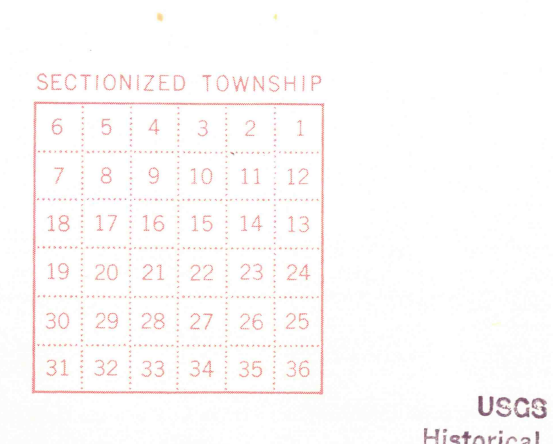 SECTIONIZED TOWNSHIP
6 5 4 3 2 1
7 8 9 10 11 12
18 17 16 15 14 13
19 20 21 22 23 24
30 29 28 27 26 25
31 32 33 34 35 36
USGS
Historical